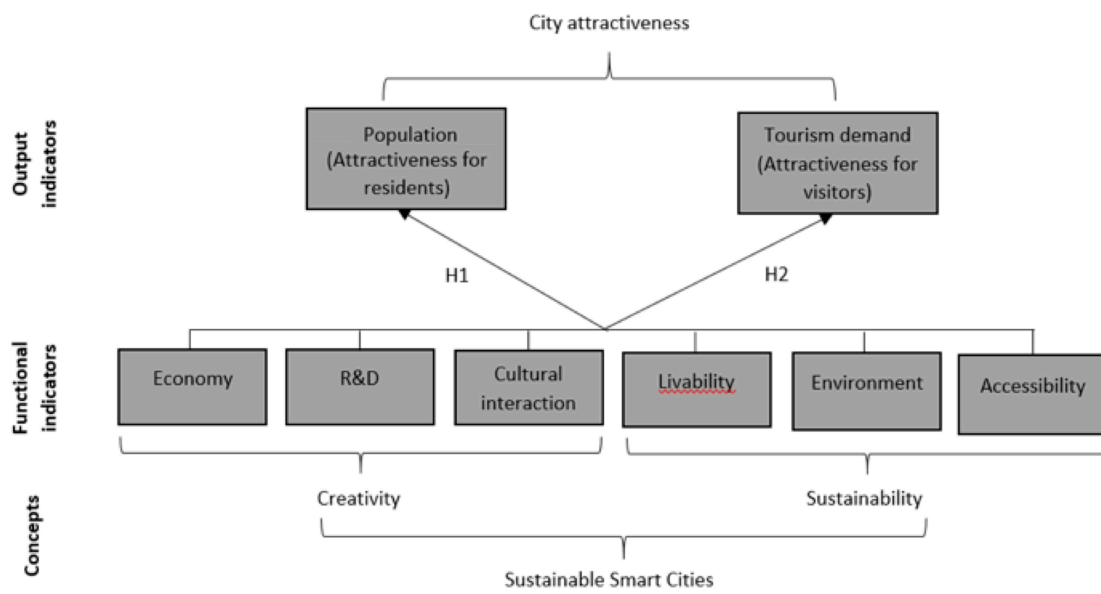 City attractiveness
Output
indicators
Population
(Attractiveness for
residents)
Tourism demand
(Attractiveness for
visitors)
H1
H2
Functional
indicators
Economy
R&D
Cultural
interaction
Livability
Environment
Accessibility
Concepts
Creativity
Sustainability
Sustainable Smart Cities